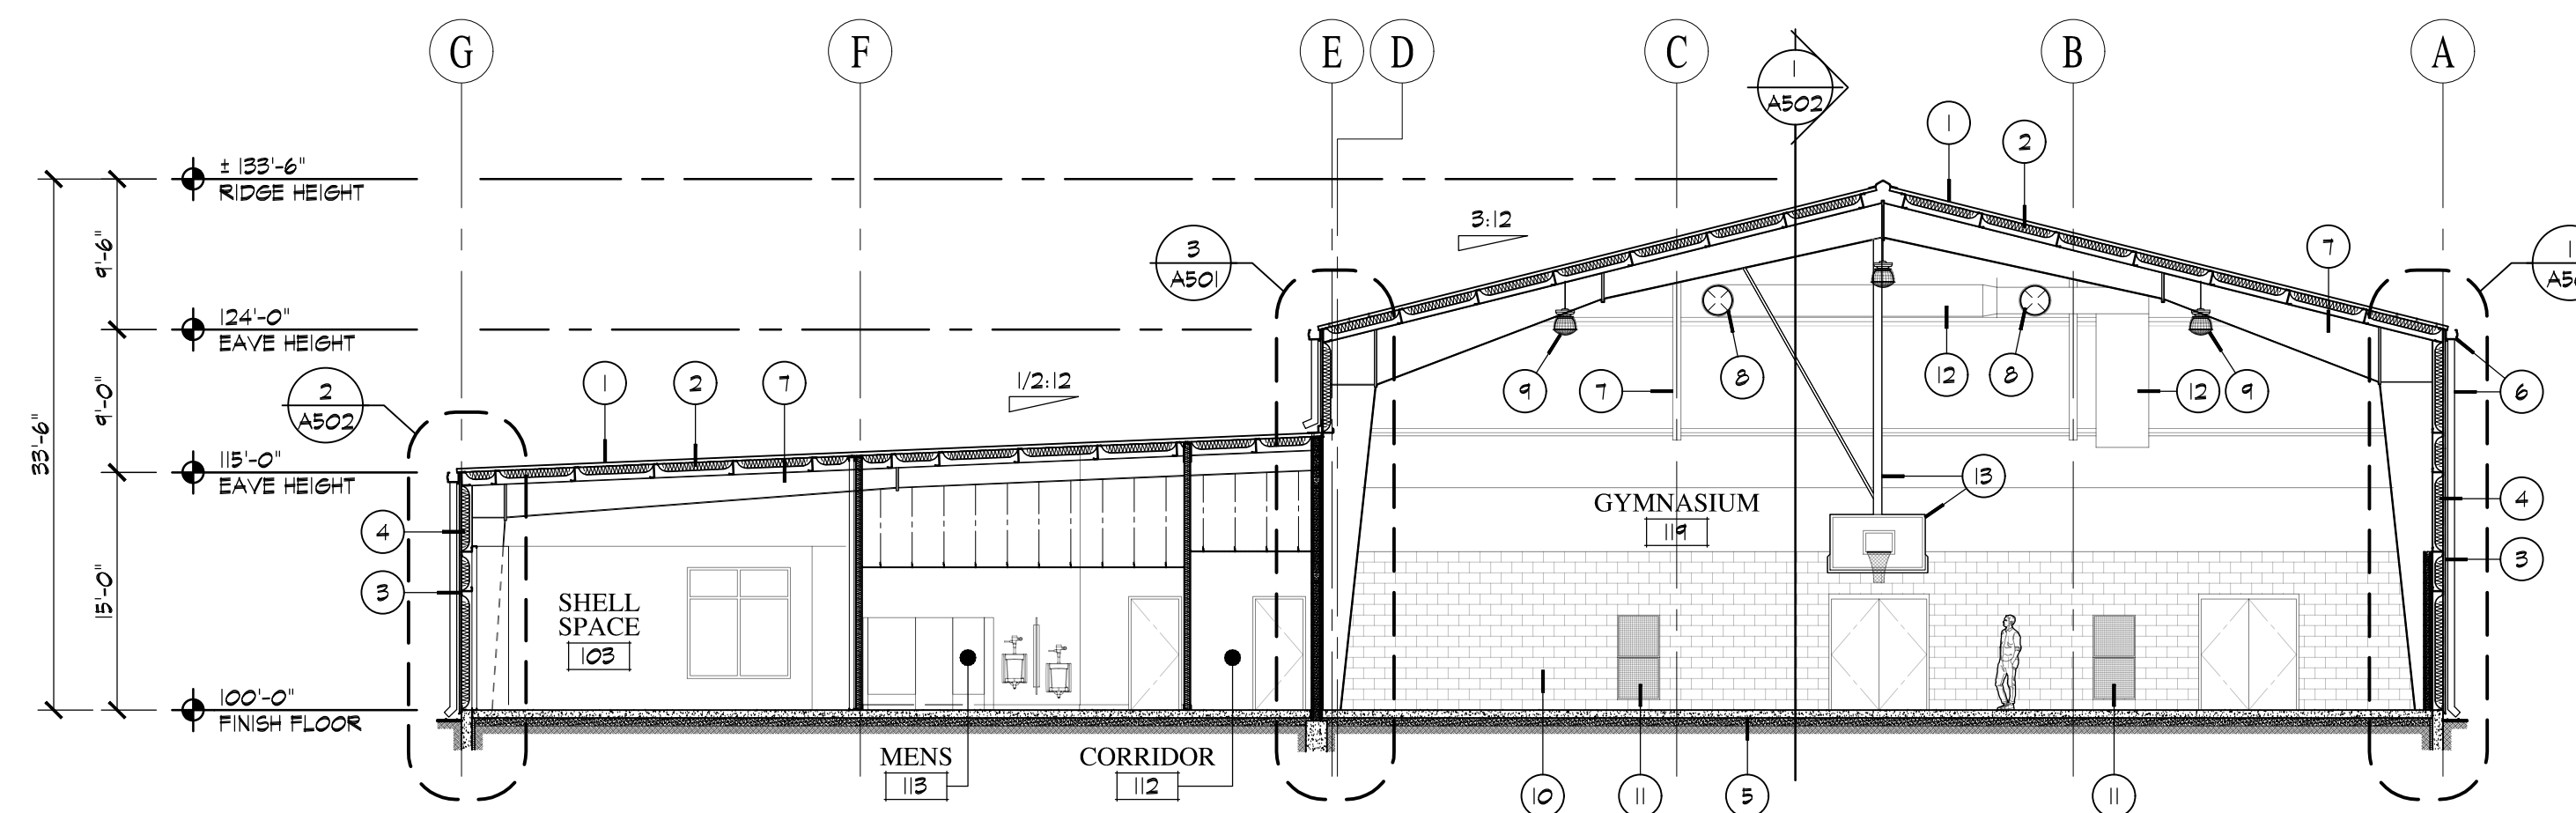 G
F
E
D
C
B
A
1
A502
1
2
± 133'-6"
RIDGE HEIGHT
9'-6"
3:12
3
A501
7
1
124'-0"
EAVE HEIGHT
9'-0"
33'-6"
2
A502
1
2
7
1/2:12
9
7
8
12
8
12
9
6
115'-0"
EAVE HEIGHT
13
4
4
GYMNASIUM
119
3
3
15'-0"
SHELL
SPACE
103
100'-0"
FINISH FLOOR
MENS
113
CORRIDOR
112
10
11
5
11